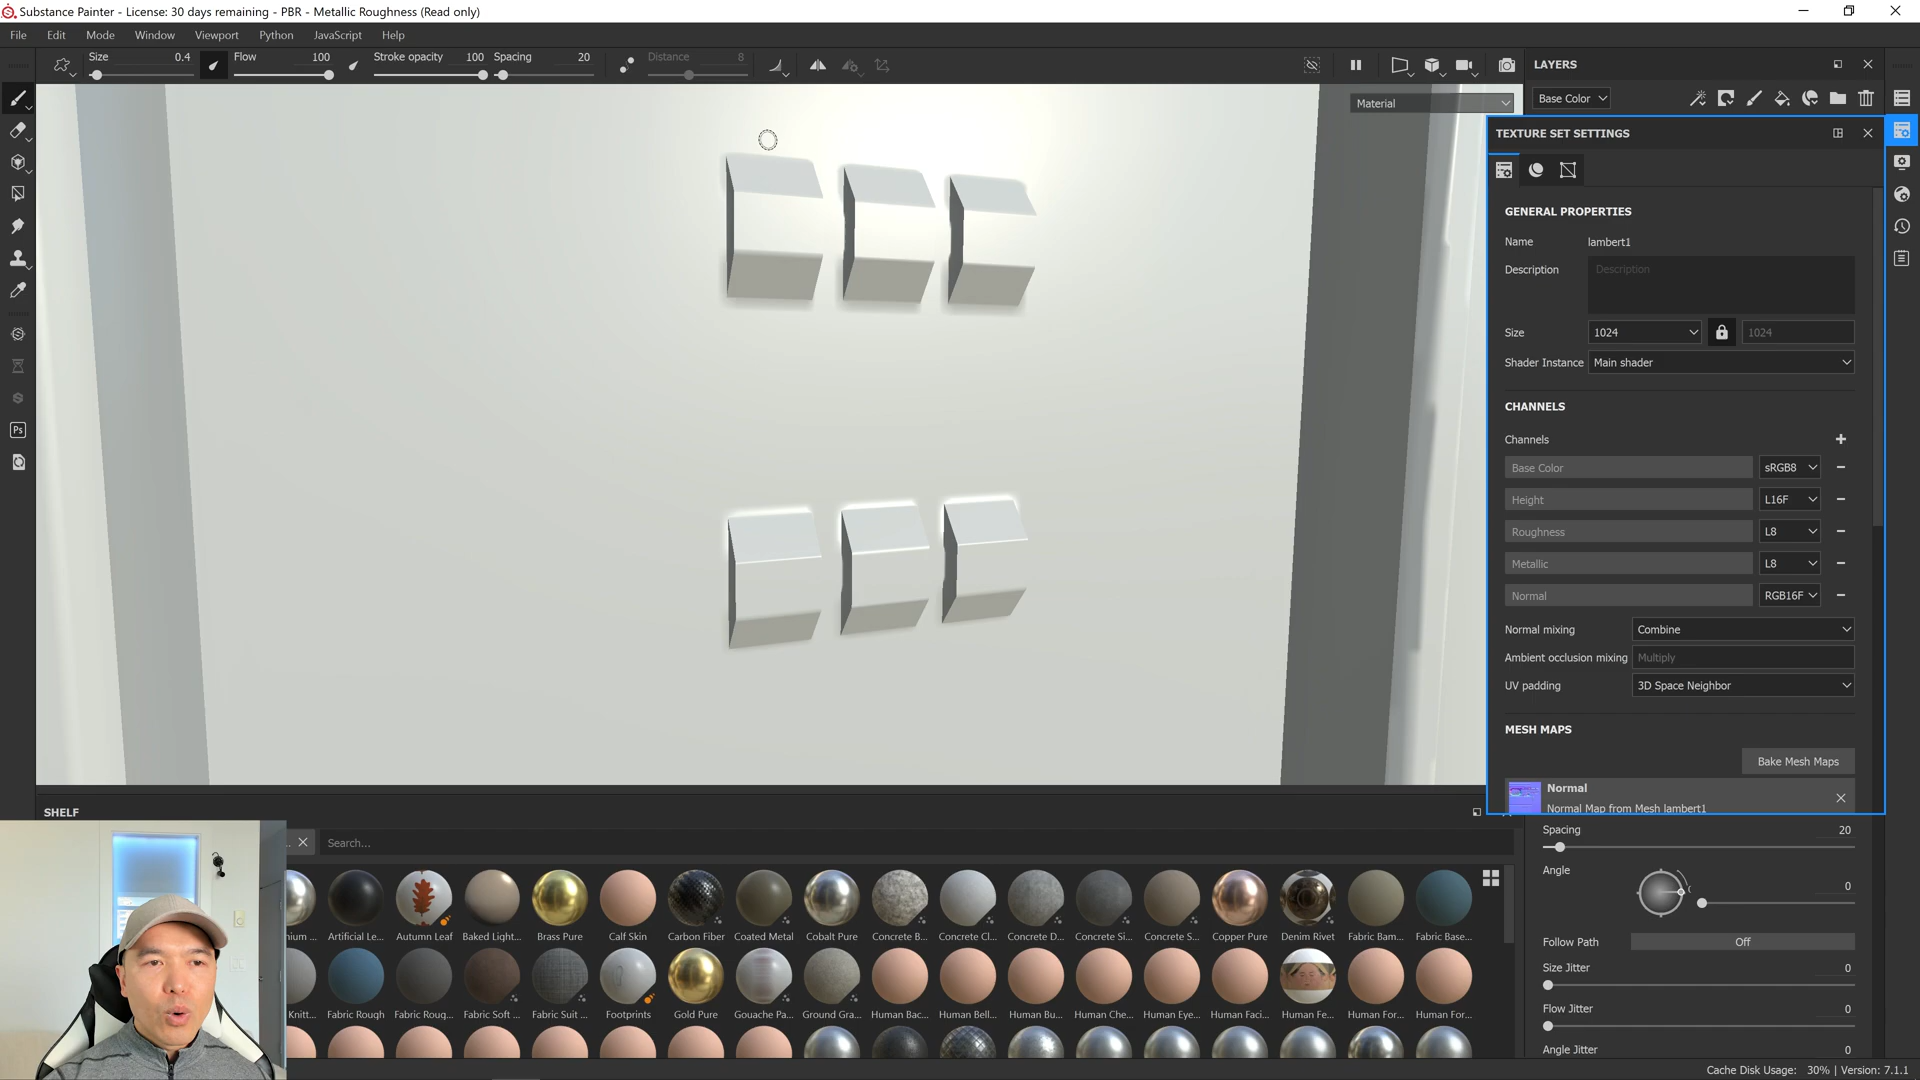 Substance Painter - License: 30 days remaining - PBR - Metallic Roughness (Read only)
File Edit Mode Window Viewport Python JavaScript Help
Size 0.4 Flow 100 Stroke opacity 100 Spacing 20 Distance 8
LAYERS
Material
Base Color
TEXTURE SET SETTINGS
GENERAL PROPERTIES
Name lambert1
Description Description
Size 1024 1024
Shader Instance Main shader
CHANNELS
Channels
Base Color sRGB8
Height L16F
Roughness L8
Metallic L8
Normal RGB16F
Normal mixing Combine
Ambient occlusion mixing Multiply
UV padding 3D Space Neighbor
MESH MAPS
Bake Mesh Maps
Normal
Normal Map from Mesh lambert1
Ps
SHELF
Search...
Spacing 20
Angle 0
Follow Path Off
Size Jitter 0
Flow Jitter 0
Angle Jitter 0
nium ... Artificial Le... Autumn Leaf Baked Light... Brass Pure Calf Skin Carbon Fiber Coated Metal Cobalt Pure Concrete B... Concrete Cl... Concrete D... Concrete Si... Concrete S... Copper Pure Denim Rivet Fabric Bam... Fabric Base...
Knitt... Fabric Rough Fabric Roug... Fabric Soft ... Fabric Suit ... Footprints Gold Pure Gouache Pa... Ground Gra... Human Bac... Human Bell... Human Bu... Human Che... Human Eye... Human Faci... Human Fe... Human For... Human For...
Cache Disk Usage: 30% | Version: 7.1.1